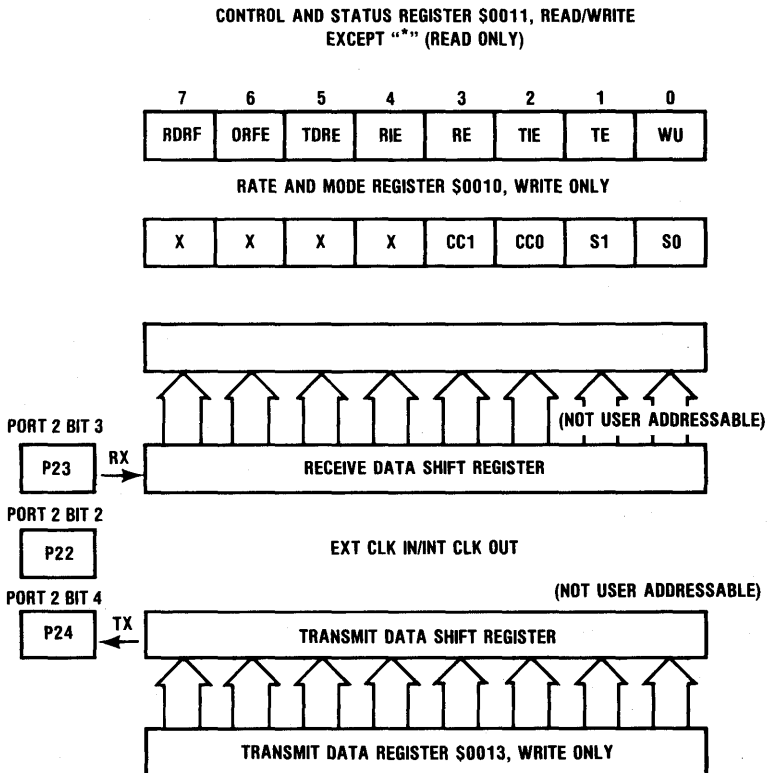 CONTROL AND STATUS REGISTER $0011, READ/WRITE
EXCEPT “*” (READ ONLY)
7 6 5 4 3 2 1 0
RDRF ORFE TDRE RIE RE TIE TE WU
RATE AND MODE REGISTER $0010, WRITE ONLY
X X X X CC1 CC0 S1 S0
(NOT USER ADDRESSABLE)
PORT 2 BIT 3
P23 RX RECEIVE DATA SHIFT REGISTER
PORT 2 BIT 2
P22 EXT CLK IN/INT CLK OUT
(NOT USER ADDRESSABLE)
PORT 2 BIT 4
P24 TX TRANSMIT DATA SHIFT REGISTER
TRANSMIT DATA REGISTER $0013, WRITE ONLY